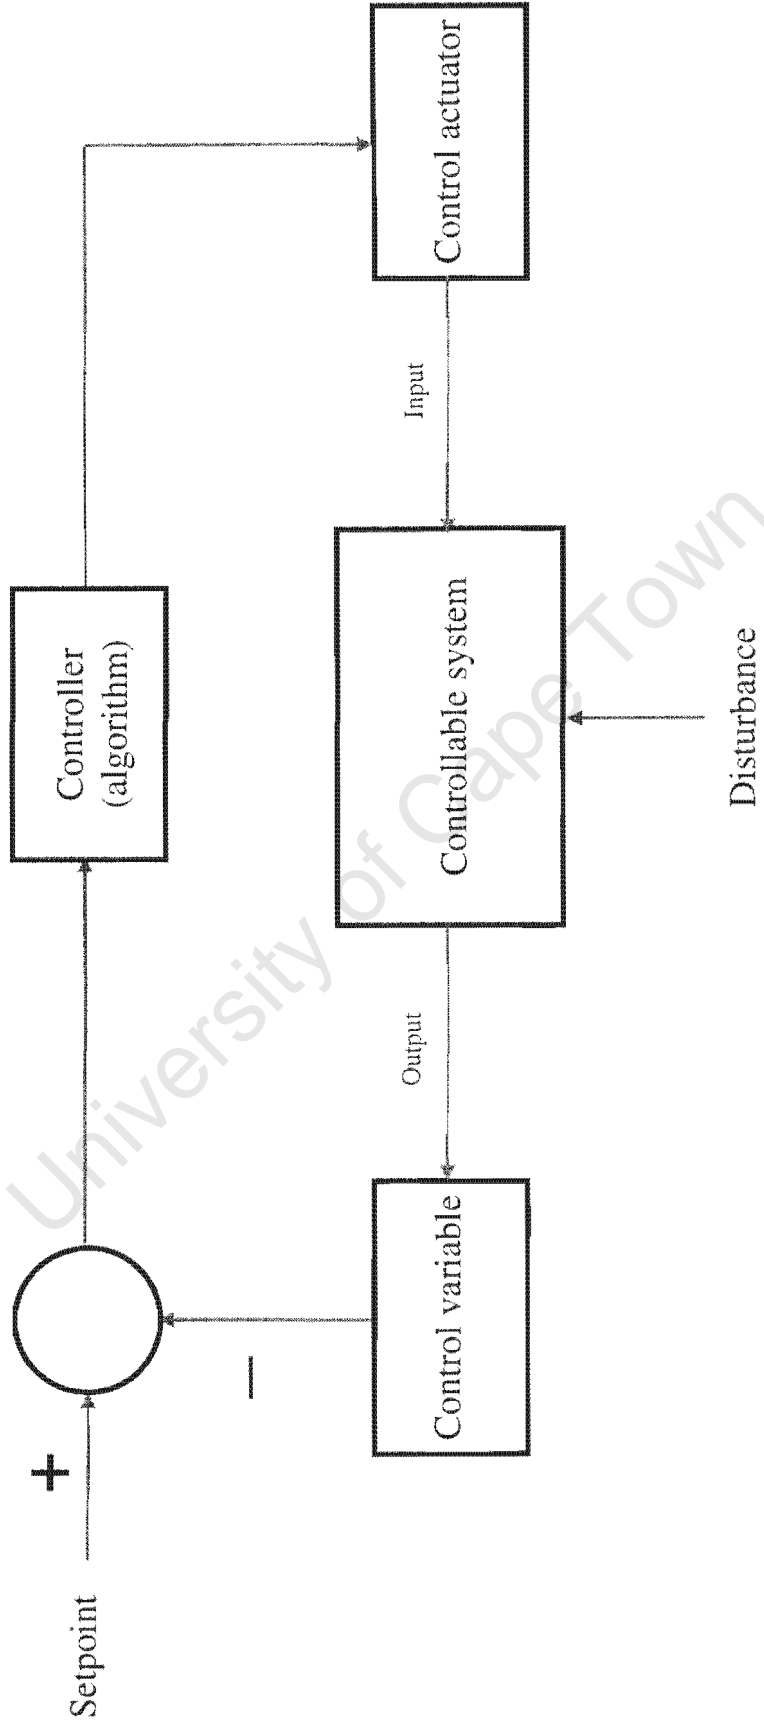 Setpoint
+
−
Controller
(algorithm)
Control variable
Output
Controllable system
Input
Control actuator
Disturbance
University of Cape Town